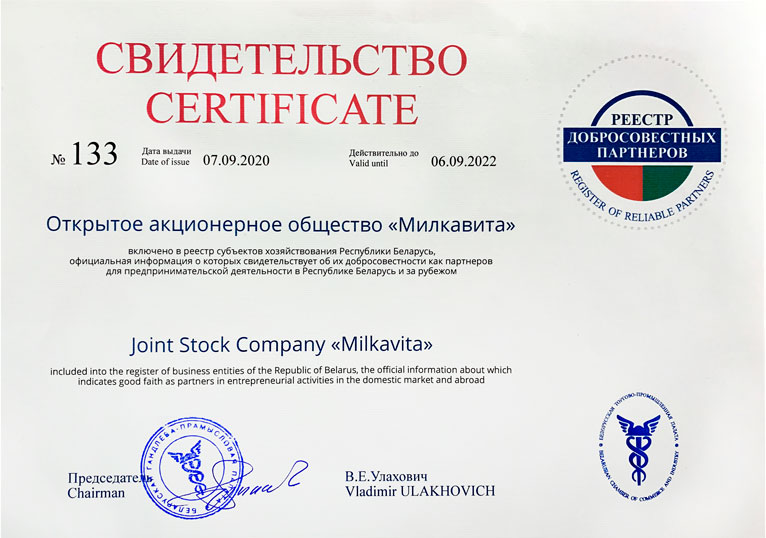 СВИДЕТЕЛЬСТВО
CERTIFICATE
РЕЕСТР
ДОБРОСОВЕСТНЫХ
ПАРТНЕРОВ
REGISTER OF RELIABLE PARTNERS
№ 133
Дата выдачи
Date of issue
07.09.2020
Действительно до
Valid until
06.09.2022
Открытое акционерное общество «Милкавита»
включено в реестр субъектов хозяйствования Республики Беларусь,
официальная информация о которых свидетельствует об их добросовестности как партнеров
для предпринимательской деятельности в Республике Беларусь и за рубежом
Joint Stock Company «Milkavita»
included into the register of business entities of the Republic of Belarus, the official information about which
indicates good faith as partners in entrepreneurial activities in the domestic market and abroad
БЕЛАРУСКАЯ ГАНДЛЁВА-ПРАМЫСЛОВАЯ ПАЛАТА
Председатель
Chairman
В.Е.Улахович
Vladimir ULAKHOVICH
БЕЛОРУССКАЯ ТОРГОВО-ПРОМЫШЛЕННАЯ ПАЛАТА
BELARUSIAN CHAMBER OF COMMERCE AND INDUSTRY